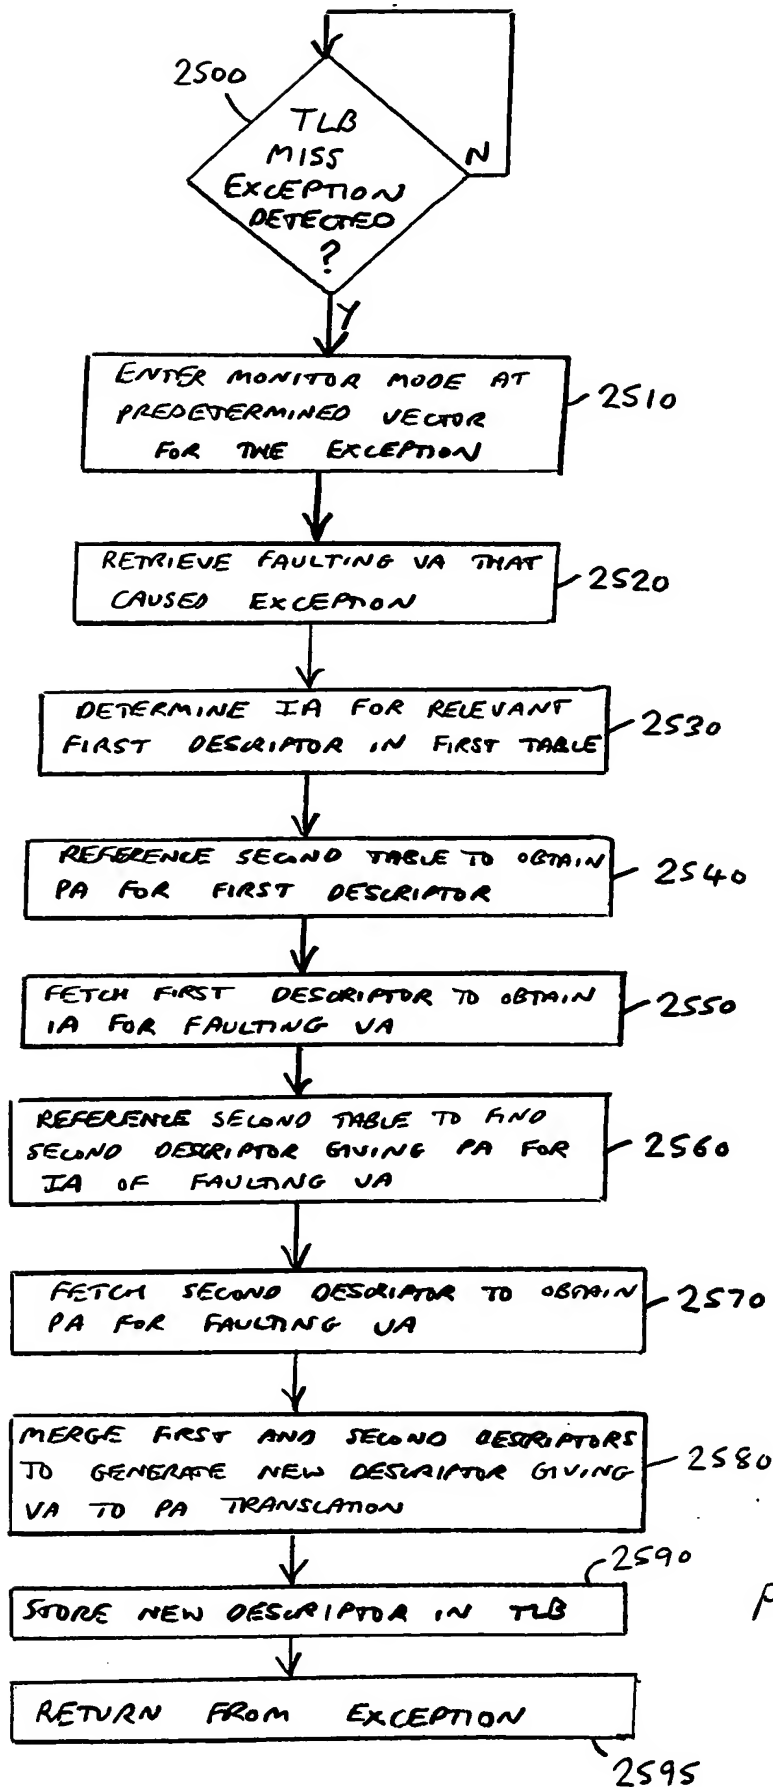 2500
TLB
MISS
EXCEPTION
DETECTED
?
N
Y
ENTER MONITOR MODE AT
PREDETERMINED VECTOR
FOR THE EXCEPTION
2510
RETRIEVE FAULTING VA THAT
CAUSED EXCEPTION
2520
DETERMINE IA FOR RELEVANT
FIRST DESCRIPTOR IN FIRST TABLE
2530
REFERENCE SECOND TABLE TO OBTAIN
PA FOR FIRST DESCRIPTOR
2540
FETCH FIRST DESCRIPTOR TO OBTAIN
IA FOR FAULTING VA
2550
REFERENCE SECOND TABLE TO FIND
SECOND DESCRIPTOR GIVING PA FOR
IA OF FAULTING VA
2560
FETCH SECOND DESCRIPTOR TO OBTAIN
PA FOR FAULTING VA
2570
MERGE FIRST AND SECOND DESCRIPTORS
TO GENERATE NEW DESCRIPTOR GIVING
VA TO PA TRANSLATION
2580
2590
STORE NEW DESCRIPTOR IN TLB
RETURN FROM EXCEPTION
2595